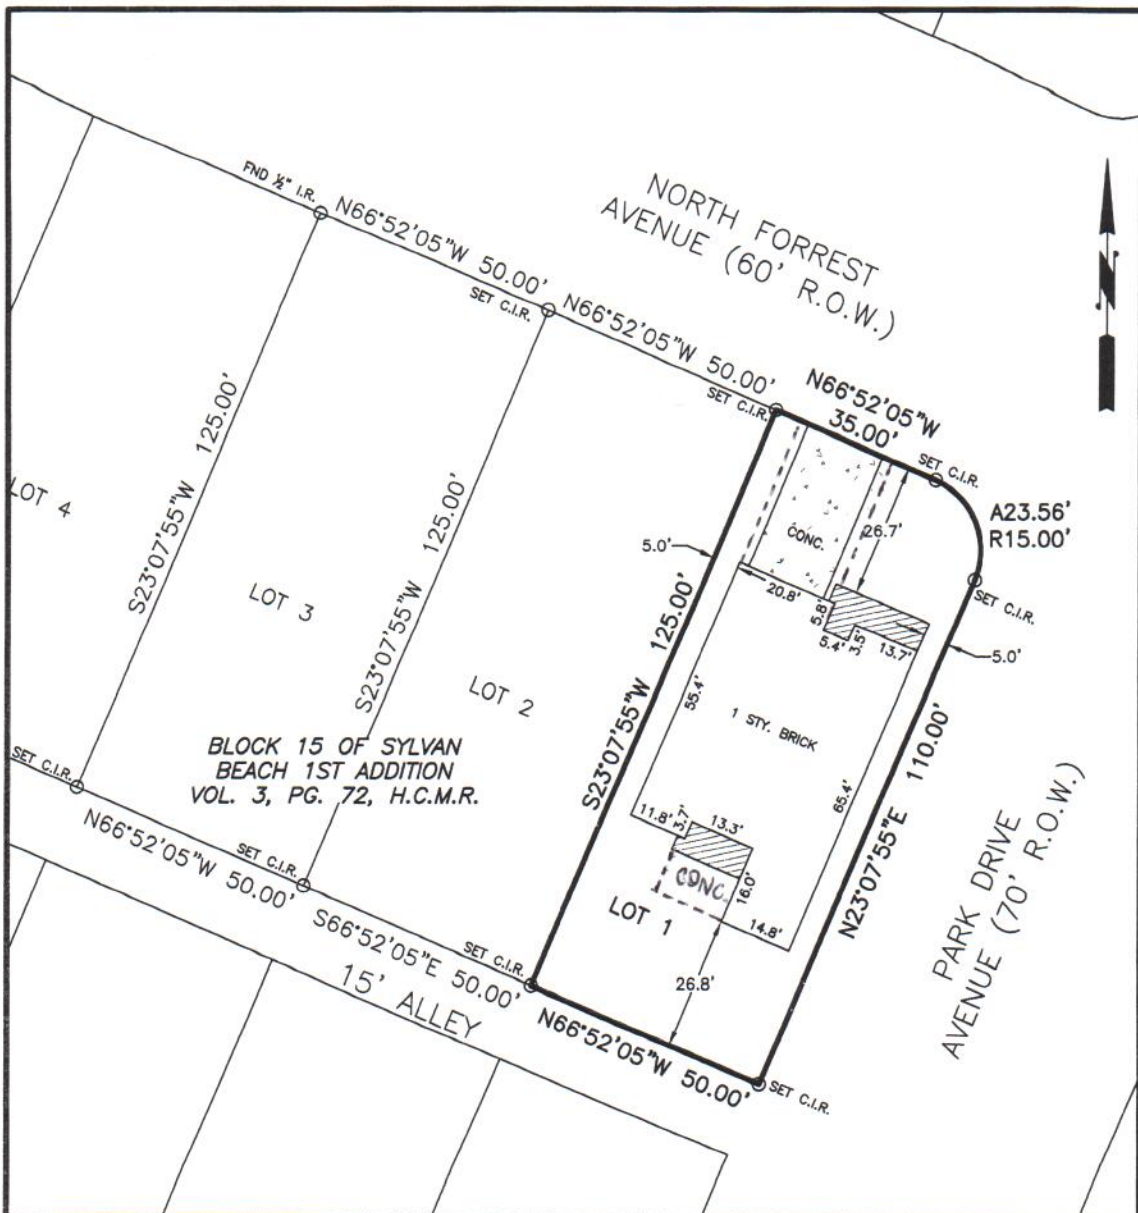 NORTH FORREST
AVENUE (60' R.O.W.)
N
FND ½" I.R.
N66°52'05"W 50.00'
SET C.I.R.
N66°52'05"W 50.00'
SET C.I.R.
N66°52'05"W
35.00'
SET C.I.R.
A23.56'
R15.00'
SET C.I.R.
LOT 4
S23°07'55"W 125.00'
LOT 3
S23°07'55"W 125.00'
LOT 2
S23°07'55"W 125.00'
5.0'
CONC.
26.7'
20.8'
5.8'
5.4'
3.5'
13.7'
5.0'
55.4'
1 STY. BRICK
65.4'
N23°07'55"E 110.00'
BLOCK 15 OF SYLVAN
BEACH 1ST ADDITION
VOL. 3, PG. 72, H.C.M.R.
11.8'
3.7'
13.3'
CONC.
16.0'
LOT 1
14.8'
26.8'
PARK DRIVE
AVENUE (70' R.O.W.)
SET C.I.R.
N66°52'05"W 50.00'
SET C.I.R.
S66°52'05"E 50.00'
SET C.I.R.
15' ALLEY
N66°52'05"W 50.00'
SET C.I.R.